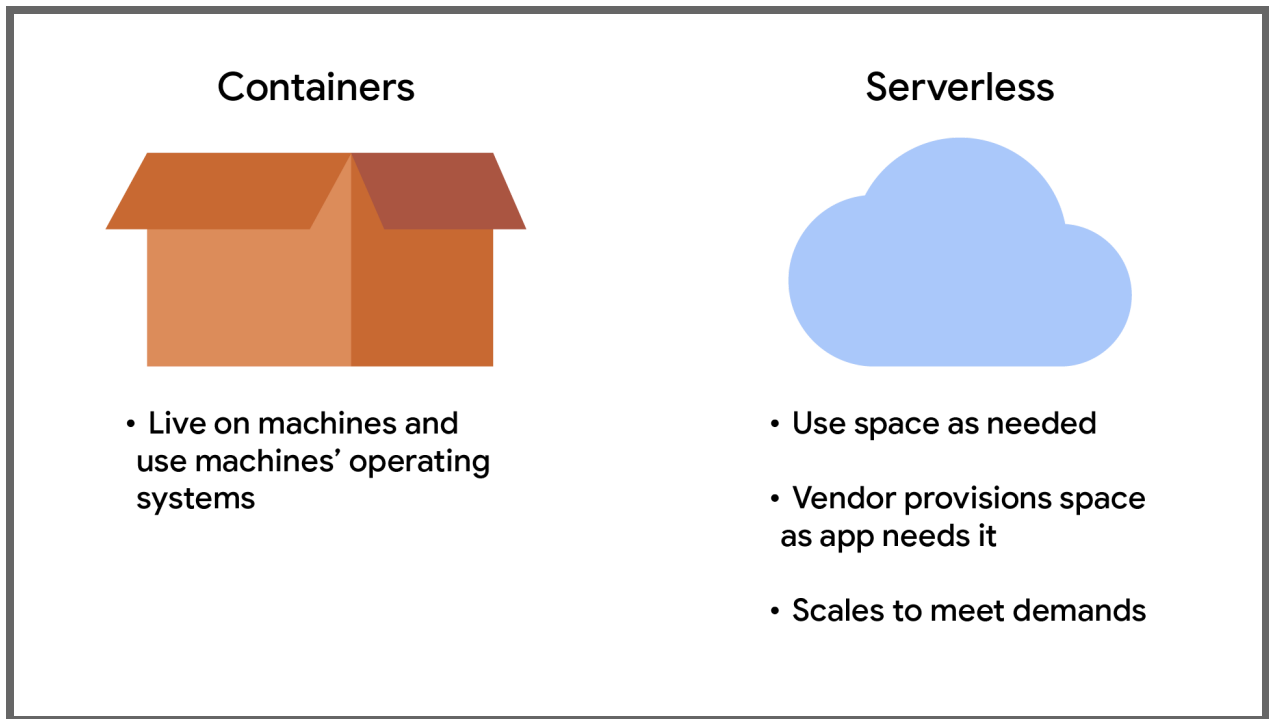 Containers
Serverless
• Live on machines and
use machines’ operating
systems
• Use space as needed
• Vendor provisions space
as app needs it
• Scales to meet demands